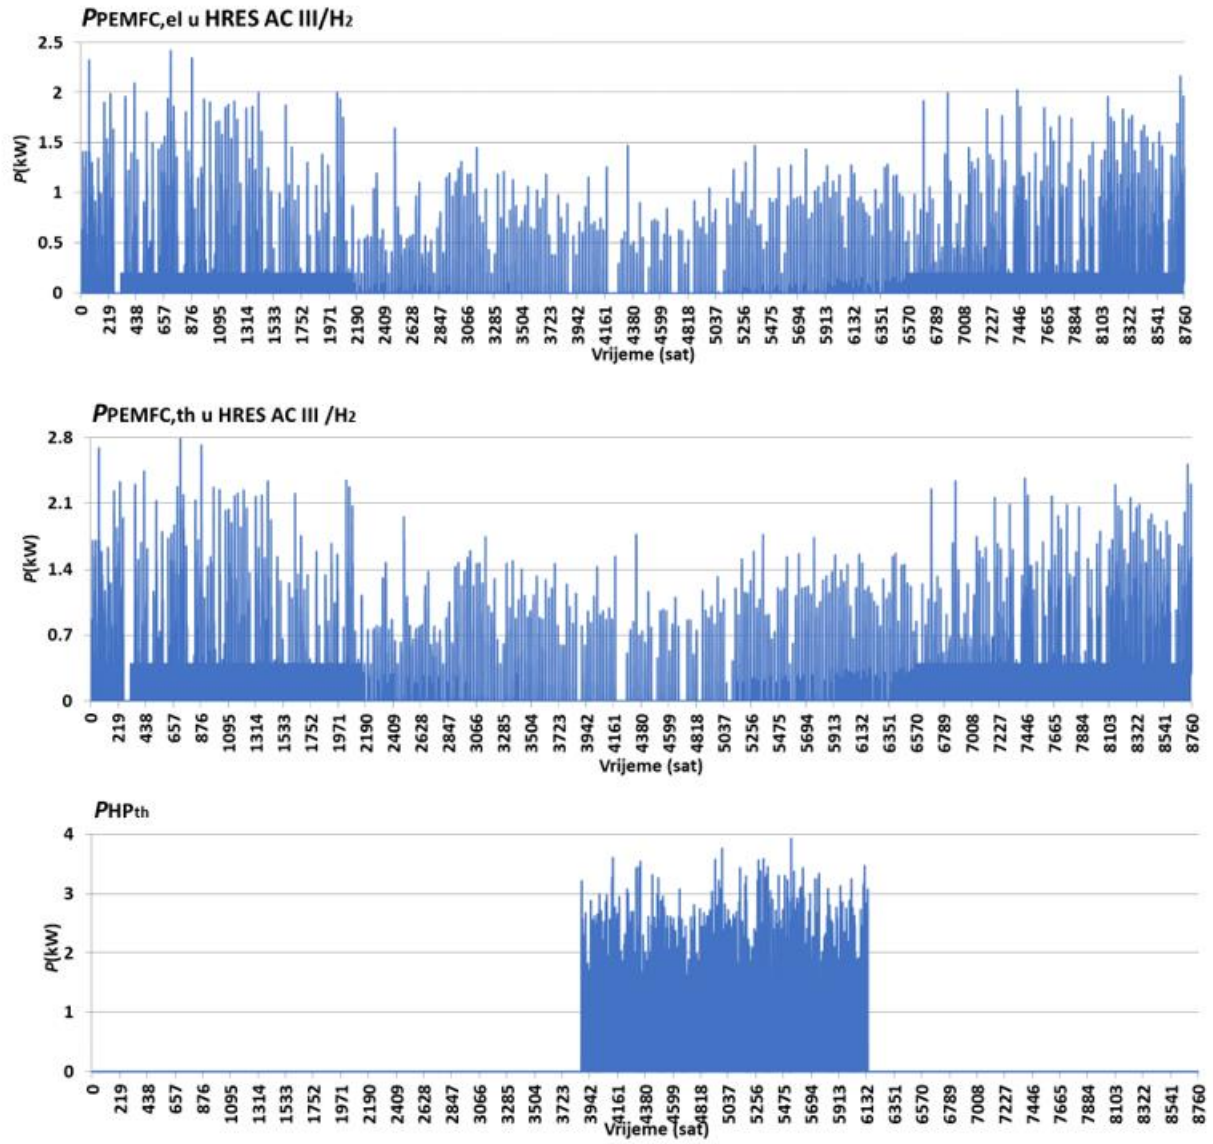 PPEMFC,el u HRES AC III/H2
2.5
2
1.5
1
0.5
0
P(kW)
0 219 438 657 876 1095 1314 1533 1752 1971 2190 2409 2628 2847 3066 3285 3504 3723 3942 4161 4380 4599 4818 5037 5256 5475 5694 5913 6132 6351 6570 6789 7008 7227 7446 7665 7884 8103 8322 8541 8760
Vrijeme (sat)
PPEMFC,th u HRES AC III /H2
2.8
2.1
1.4
0.7
0
P(kW)
0 219 438 657 876 1095 1314 1533 1752 1971 2190 2409 2628 2847 3066 3285 3504 3723 3942 4161 4380 4599 4818 5037 5256 5475 5694 5913 6132 6351 6570 6789 7008 7227 7446 7665 7884 8103 8322 8541 8760
Vrijeme (sat)
PHPth
4
3
2
1
0
P(kW)
0 219 438 657 876 1095 1314 1533 1752 1971 2190 2409 2628 2847 3066 3285 3504 3723 3942 4161 4380 4599 4818 5037 5256 5475 5694 5913 6132 6351 6570 6789 7008 7227 7446 7665 7884 8103 8322 8541 8760
Vrijeme (sat)